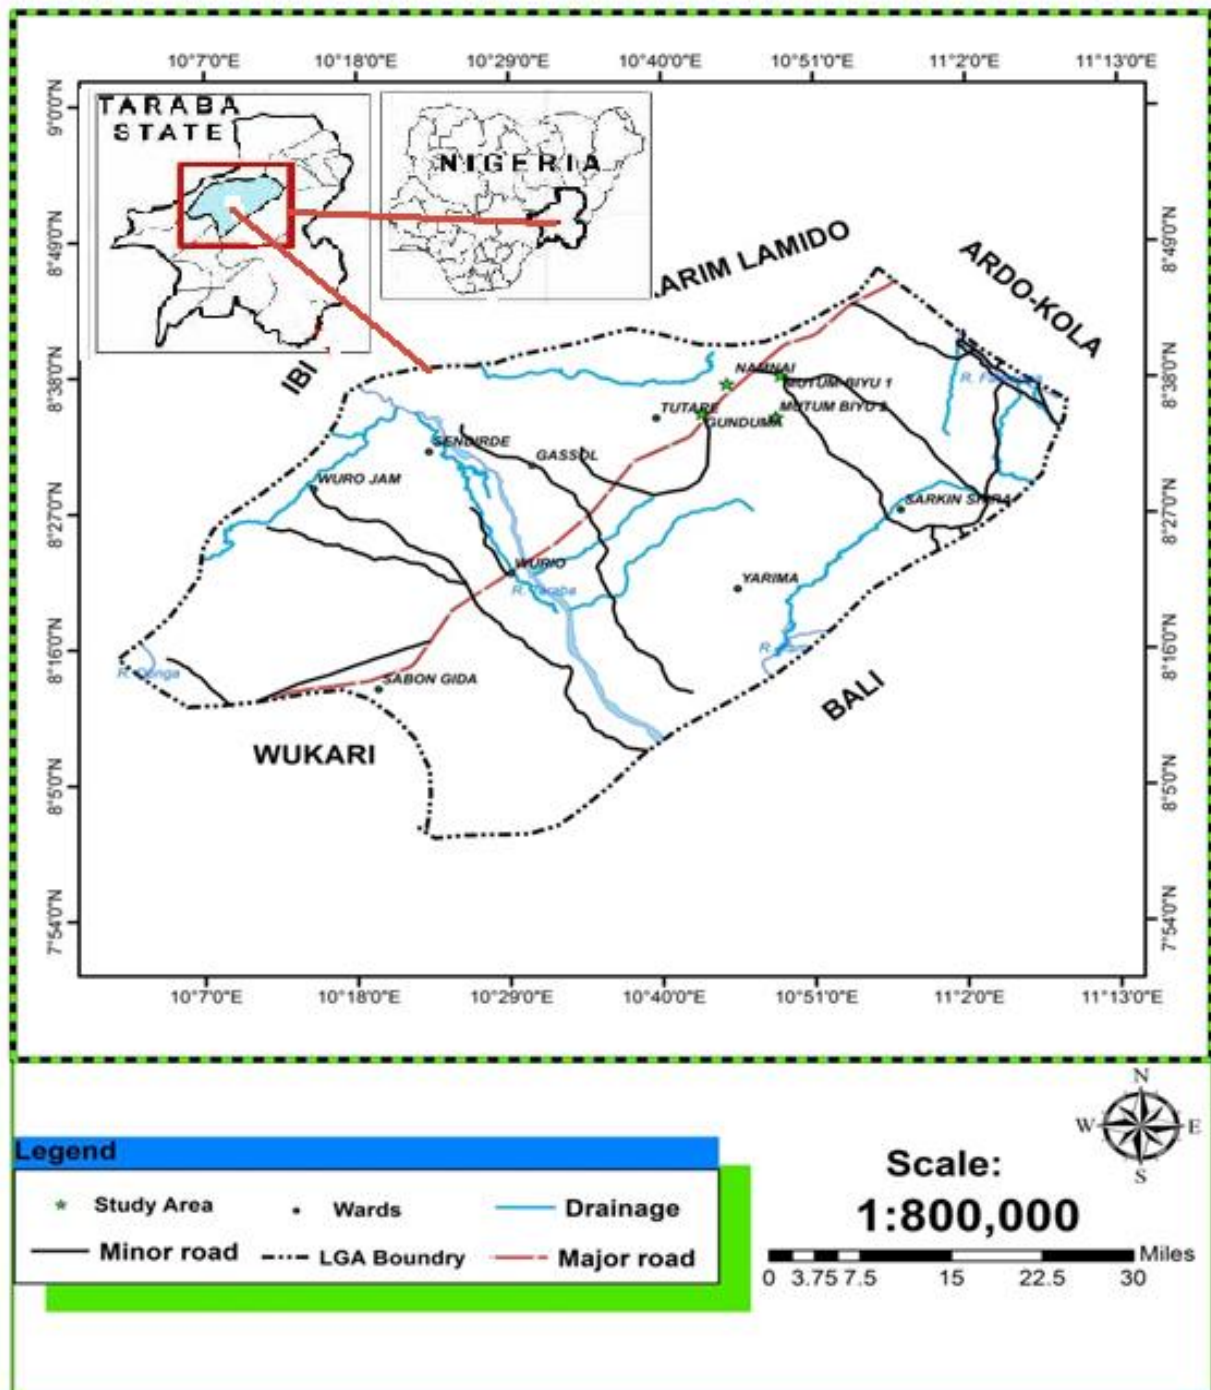 10°7'0"E 10°18'0"E 10°29'0"E 10°40'0"E 10°51'0"E 11°2'0"E 11°13'0"E
9°0'0"N
8°49'0"N
8°38'0"N
8°27'0"N
8°16'0"N
8°5'0"N
7°54'0"N
TARABA
STATE
NIGERIA
ARIM LAMIDO
ARDO-KOLA
IBI
NAMNAI
MUTUM BIYU 1
TUTARE
MUTUM BIYU 2
GUNDUMA
SENDIRDE
GASSOL
WURO JAM
SARKIN
WURIO
R. Taraba
YARIMA
R. Donga
SABON GIDA
BALI
WUKARI
8°49'0"N
8°38'0"N
8°27'0"N
8°16'0"N
8°5'0"N
7°54'0"N
10°7'0"E 10°18'0"E 10°29'0"E 10°40'0"E 10°51'0"E 11°2'0"E 11°13'0"E
N
W E
S
Legend
Study Area Wards Drainage
Minor road LGA Boundry Major road
Scale:
1:800,000
Miles
0 3.75 7.5 15 22.5 30